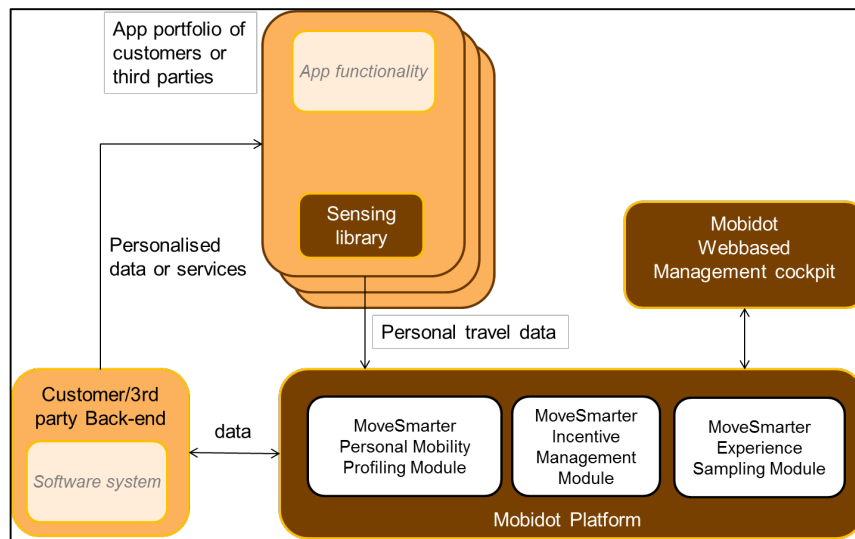 App portfolio of
customers or
third parties
App functionality
Sensing
library
Personalised
data or services
Mobidot
Webbased
Management cockpit
Personal travel data
Customer/3rd
party Back-end
Software system
data
MoveSmarter
Personal Mobility
Profiling Module
MoveSmarter
Incentive
Management
Module
MoveSmarter
Experience
Sampling Module
Mobidot Platform